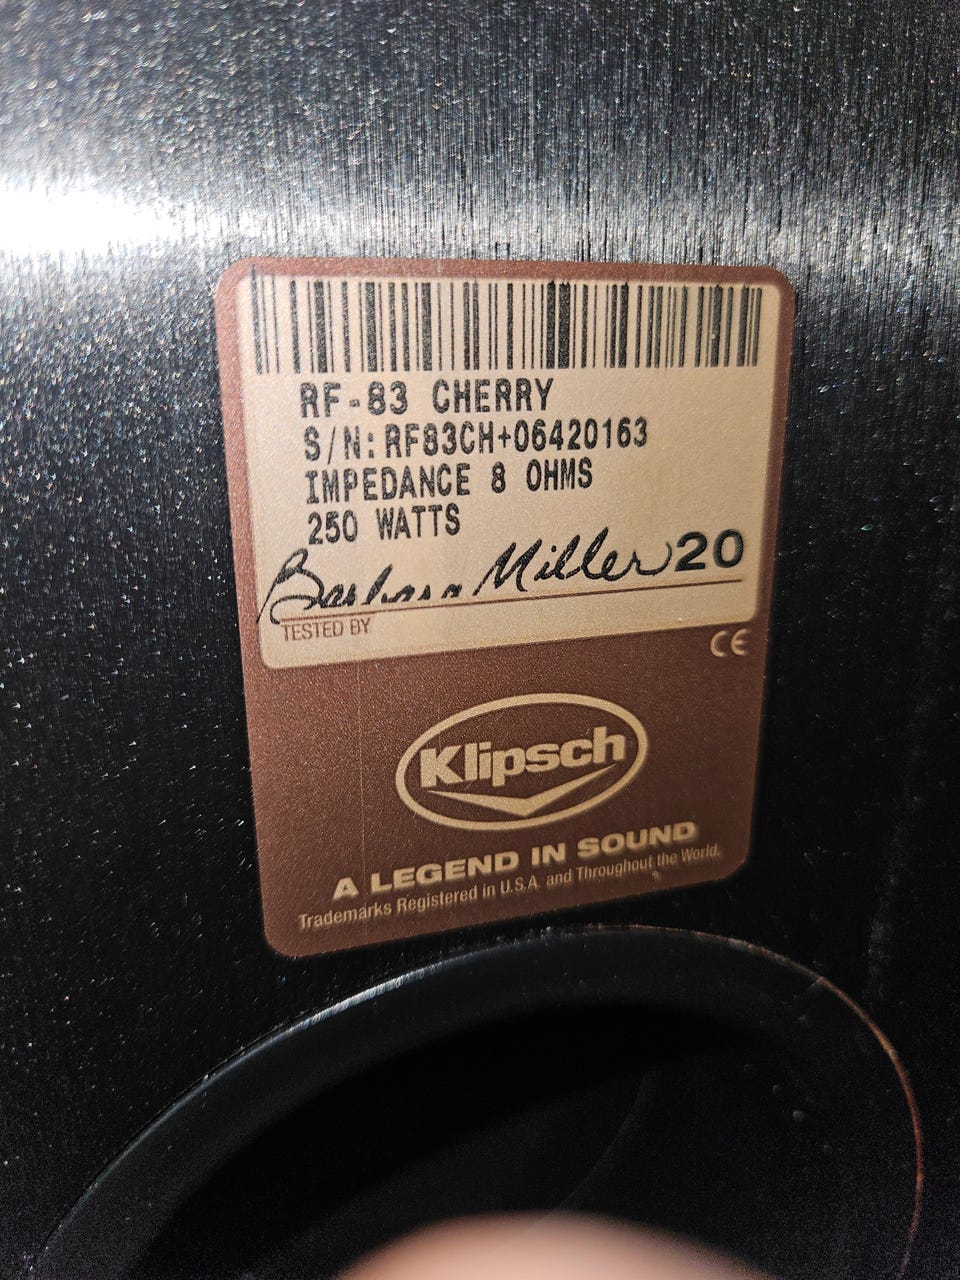 RF-83 CHERRY
S/N: RF83CH+06420163
IMPEDANCE 8 OHMS
250 WATTS
Barbara Miller 20
TESTED BY
CE
Klipsch
A LEGEND IN SOUND
Trademarks Registered in U.S.A. and Throughout the World.